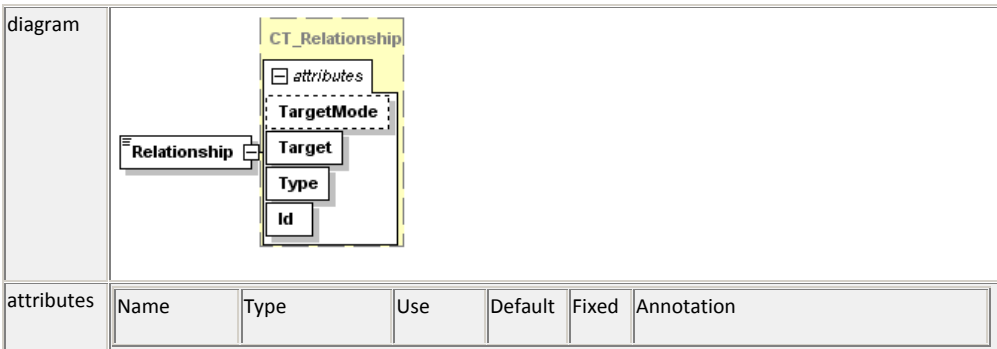 diagram
CT_Relationship
attributes
TargetMode
Relationship
Target
Type
Id
attributes
Name Type Use Default Fixed Annotation